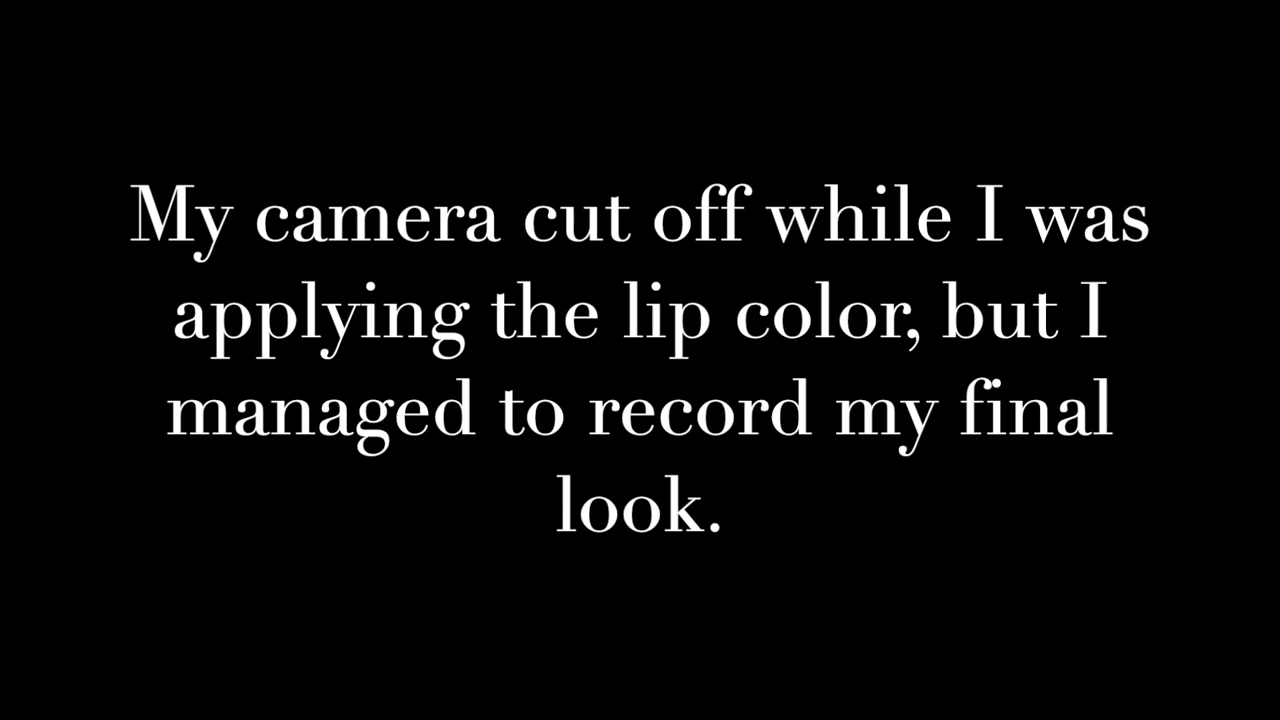 My camera cut off while I was
applying the lip color, but I
managed to record my final
look.